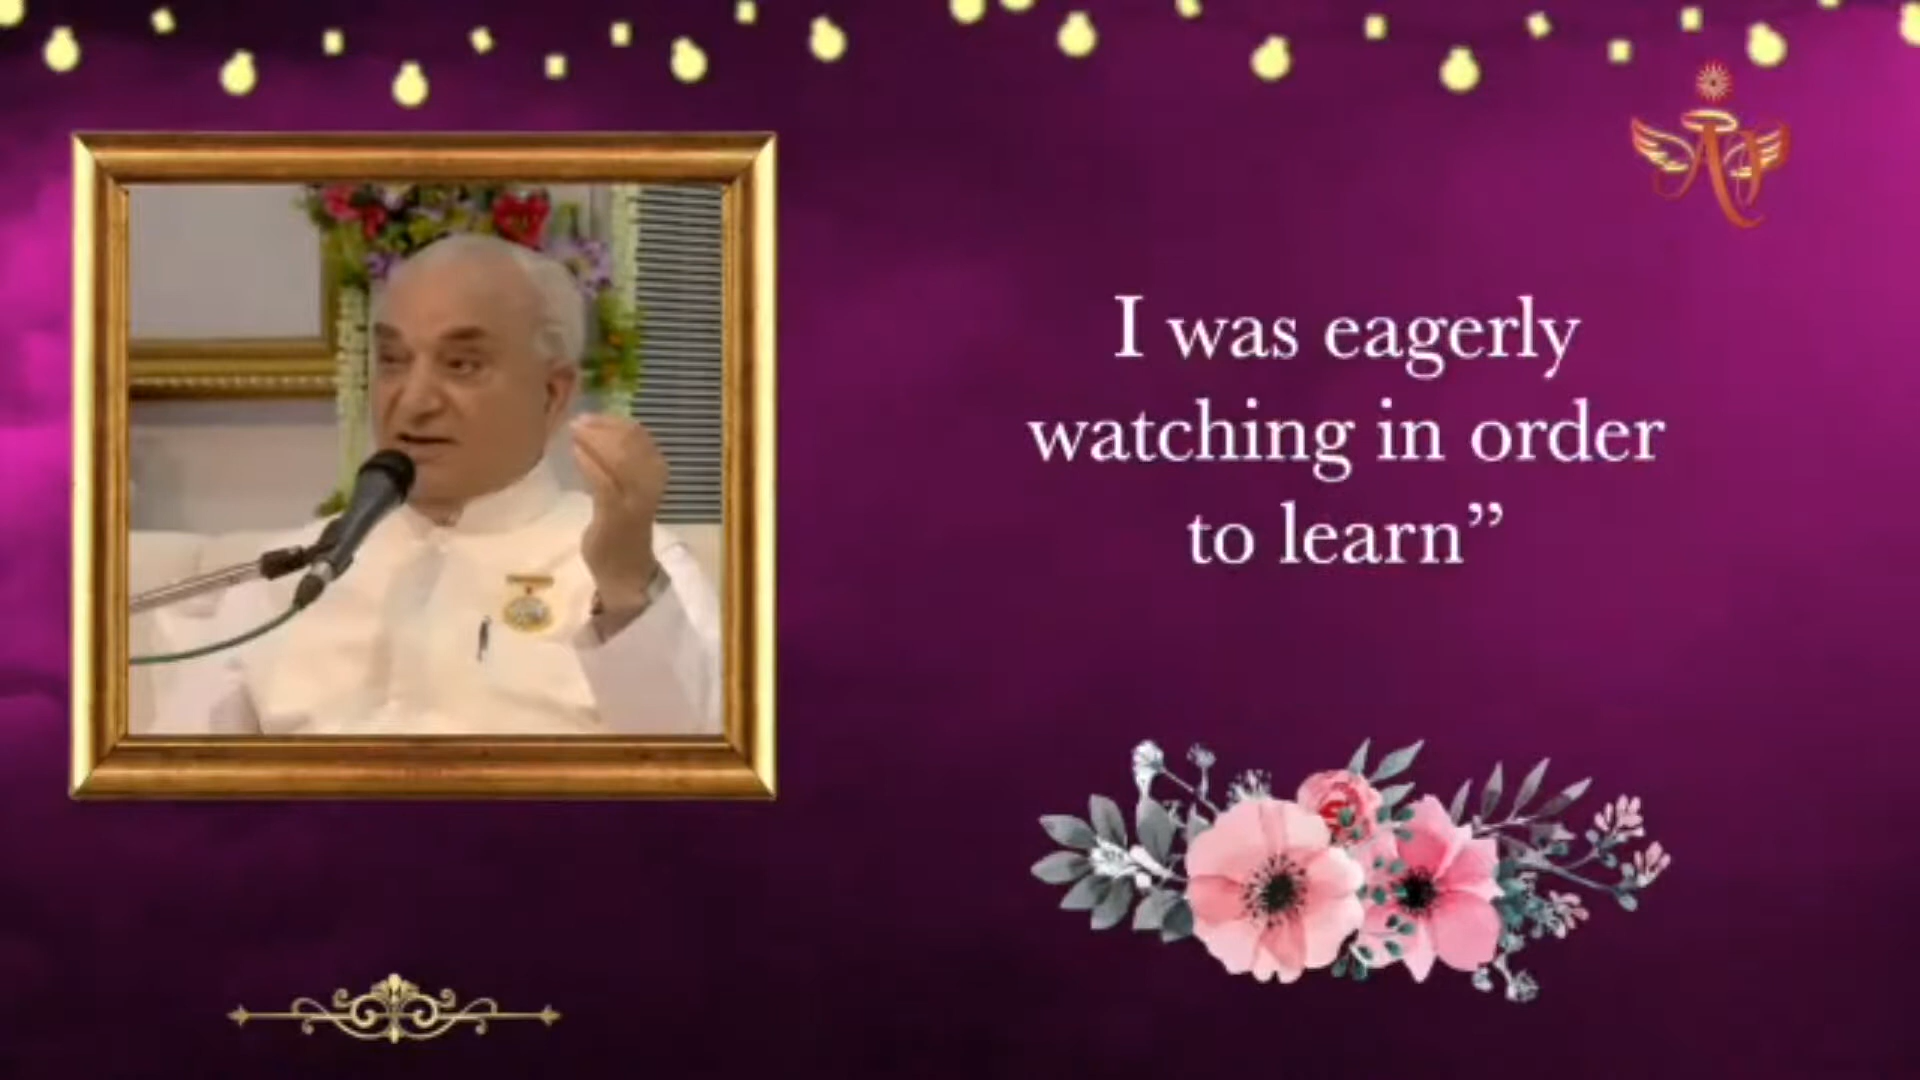 I was eagerly
watching in order
to learn”